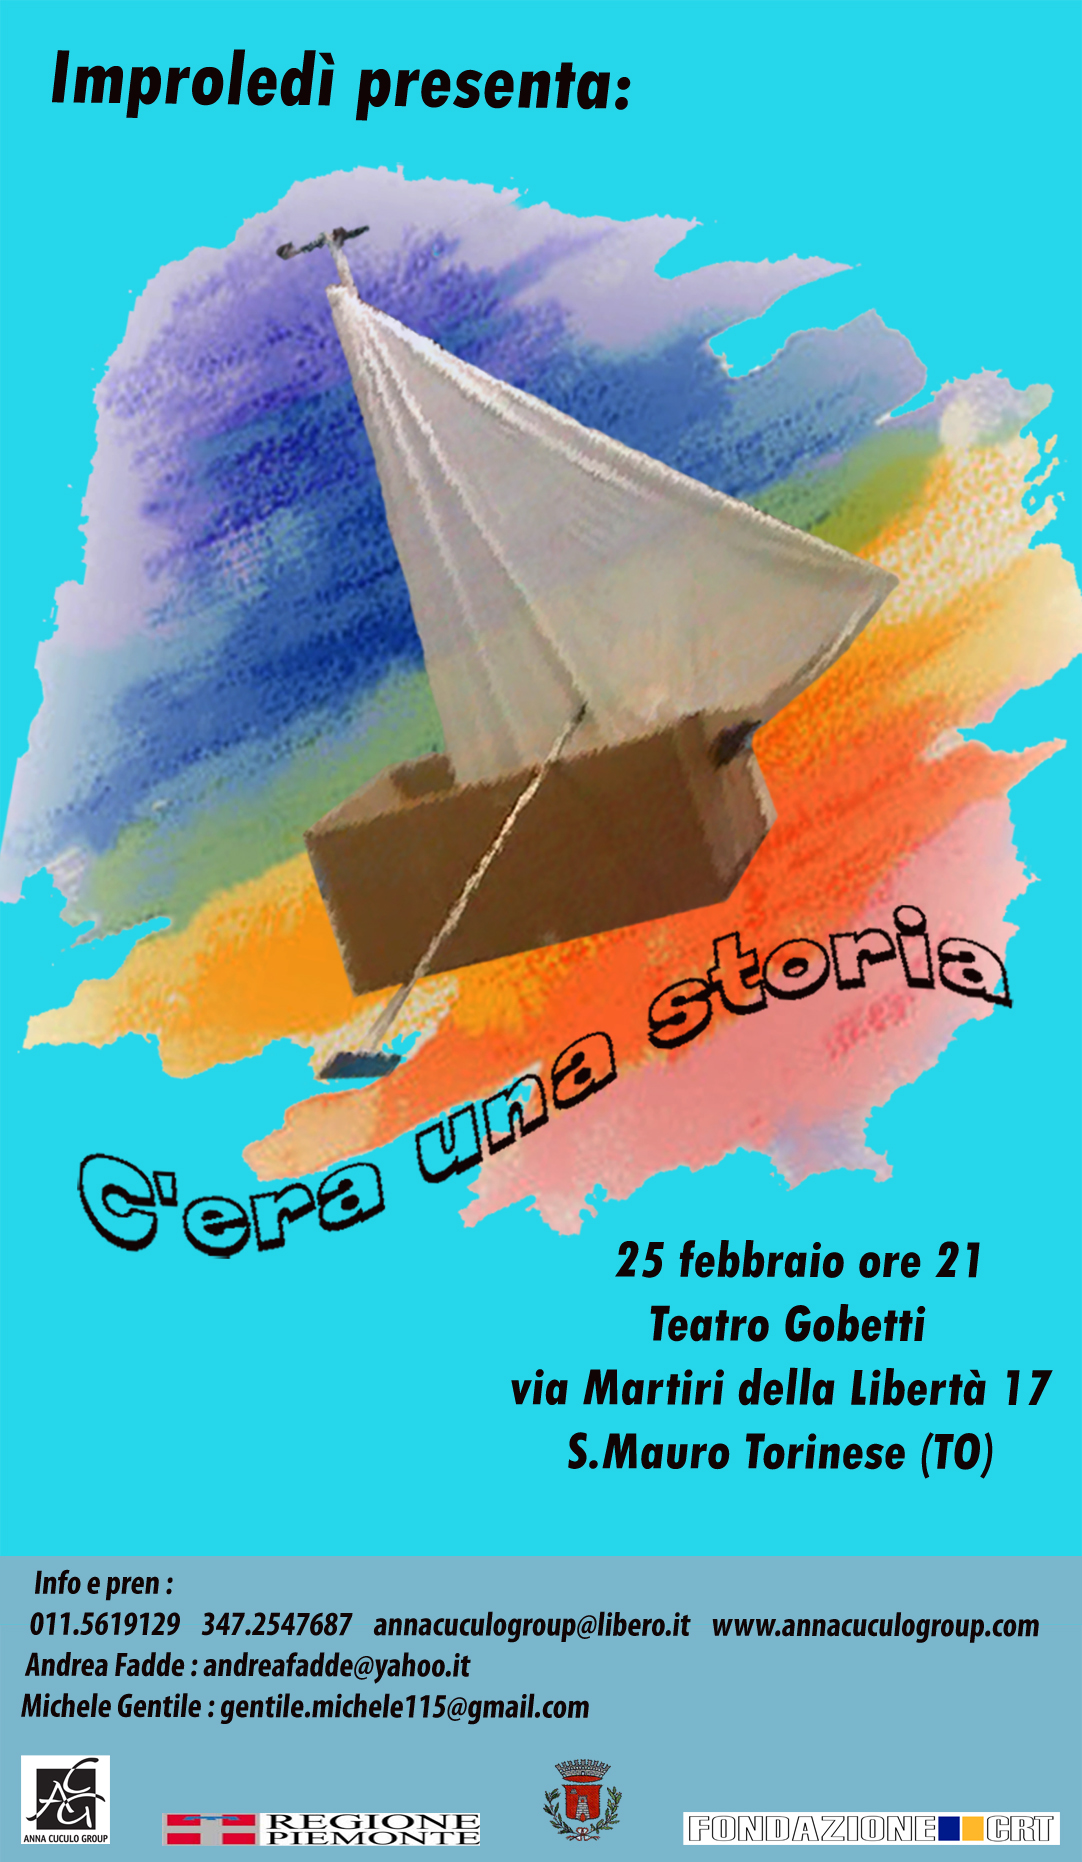 Improledì presenta:
C'era una storia
25 febbraio ore 21
Teatro Gobetti
via Martiri della Libertà 17
S.Mauro Torinese (TO)
Info e pren :
011.5619129 347.2547687 annacuculogroup@libero.it www.annacuculogroup.com
Andrea Fadde : andreafadde@yahoo.it
Michele Gentile : gentile.michele115@gmail.com
ACG
ANNA CUCULO GROUP
REGIONE
PIEMONTE
FONDAZIONE CRT